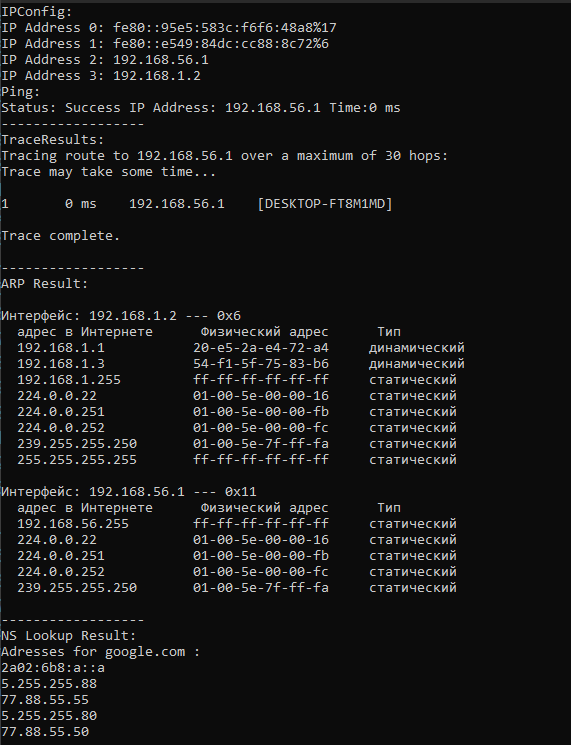 IPConfig:
IP Address 0: fe80::95e5:583c:f6f6:48a8%17
IP Address 1: fe80::e549:84dc:cc88:8c72%6
IP Address 2: 192.168.56.1
IP Address 3: 192.168.1.2
Ping:
Status: Success IP Address: 192.168.56.1 Time:0 ms
------------------
TraceResults:
Tracing route to 192.168.56.1 over a maximum of 30 hops:
Trace may take some time...
1 0 ms 192.168.56.1 [DESKTOP-FT8M1MD]
Trace complete.
------------------
ARP Result:
Интерфейс: 192.168.1.2 --- 0x6
адрес в Интернете Физический адрес Тип
192.168.1.1 20-e5-2a-e4-72-a4 динамический
192.168.1.3 54-f1-5f-75-83-b6 динамический
192.168.1.255 ff-ff-ff-ff-ff-ff статический
224.0.0.22 01-00-5e-00-00-16 статический
224.0.0.251 01-00-5e-00-00-fb статический
224.0.0.252 01-00-5e-00-00-fc статический
239.255.255.250 01-00-5e-7f-ff-fa статический
255.255.255.255 ff-ff-ff-ff-ff-ff статический
Интерфейс: 192.168.56.1 --- 0x11
адрес в Интернете Физический адрес Тип
192.168.56.255 ff-ff-ff-ff-ff-ff статический
224.0.0.22 01-00-5e-00-00-16 статический
224.0.0.251 01-00-5e-00-00-fb статический
224.0.0.252 01-00-5e-00-00-fc статический
239.255.255.250 01-00-5e-7f-ff-fa статический
------------------
NS Lookup Result:
Adresses for google.com :
2a02:6b8:a::a
5.255.255.88
77.88.55.55
5.255.255.80
77.88.55.50